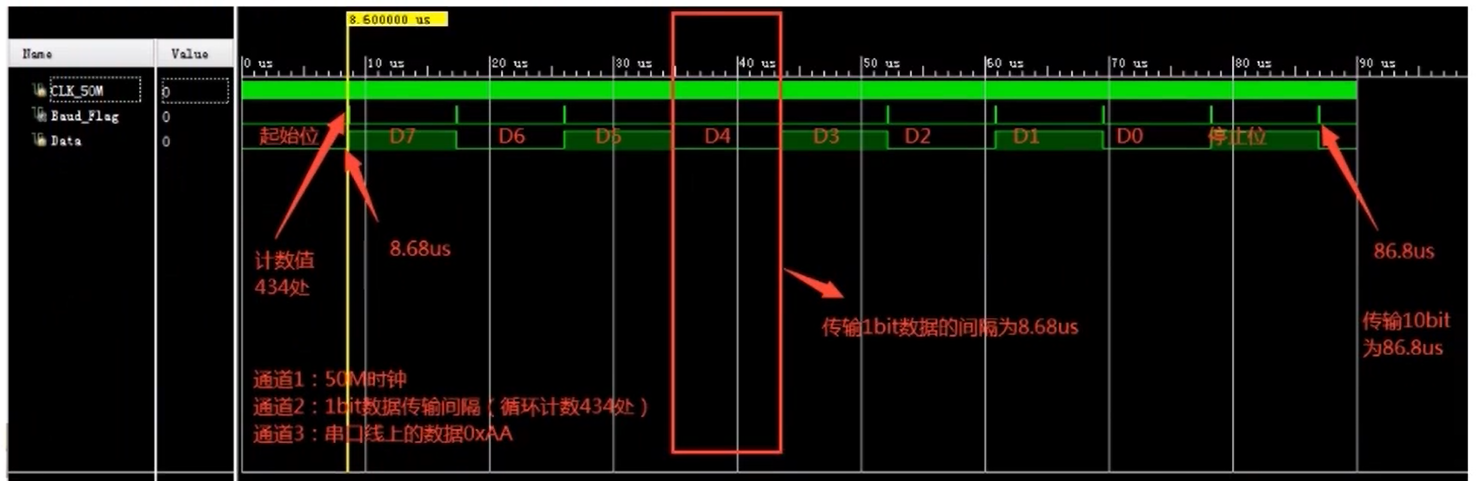 8.600000 us
Name
Value
0 us
10 us
20 us
30 us
40 us
50 us
60 us
70 us
80 us
90 us
CLK_50M
0
Baud_Flag
0
Data
0
起始位
D7
D6
D5
D4
D3
D2
D1
D0
停止位
计数值
434处
8.68us
86.8us
传输1bit数据的间隔为8.68us
传输10bit
为86.8us
通道1：50M时钟
通道2：1bit数据传输间隔（循环计数434处）
通道3：串口线上的数据0xAA